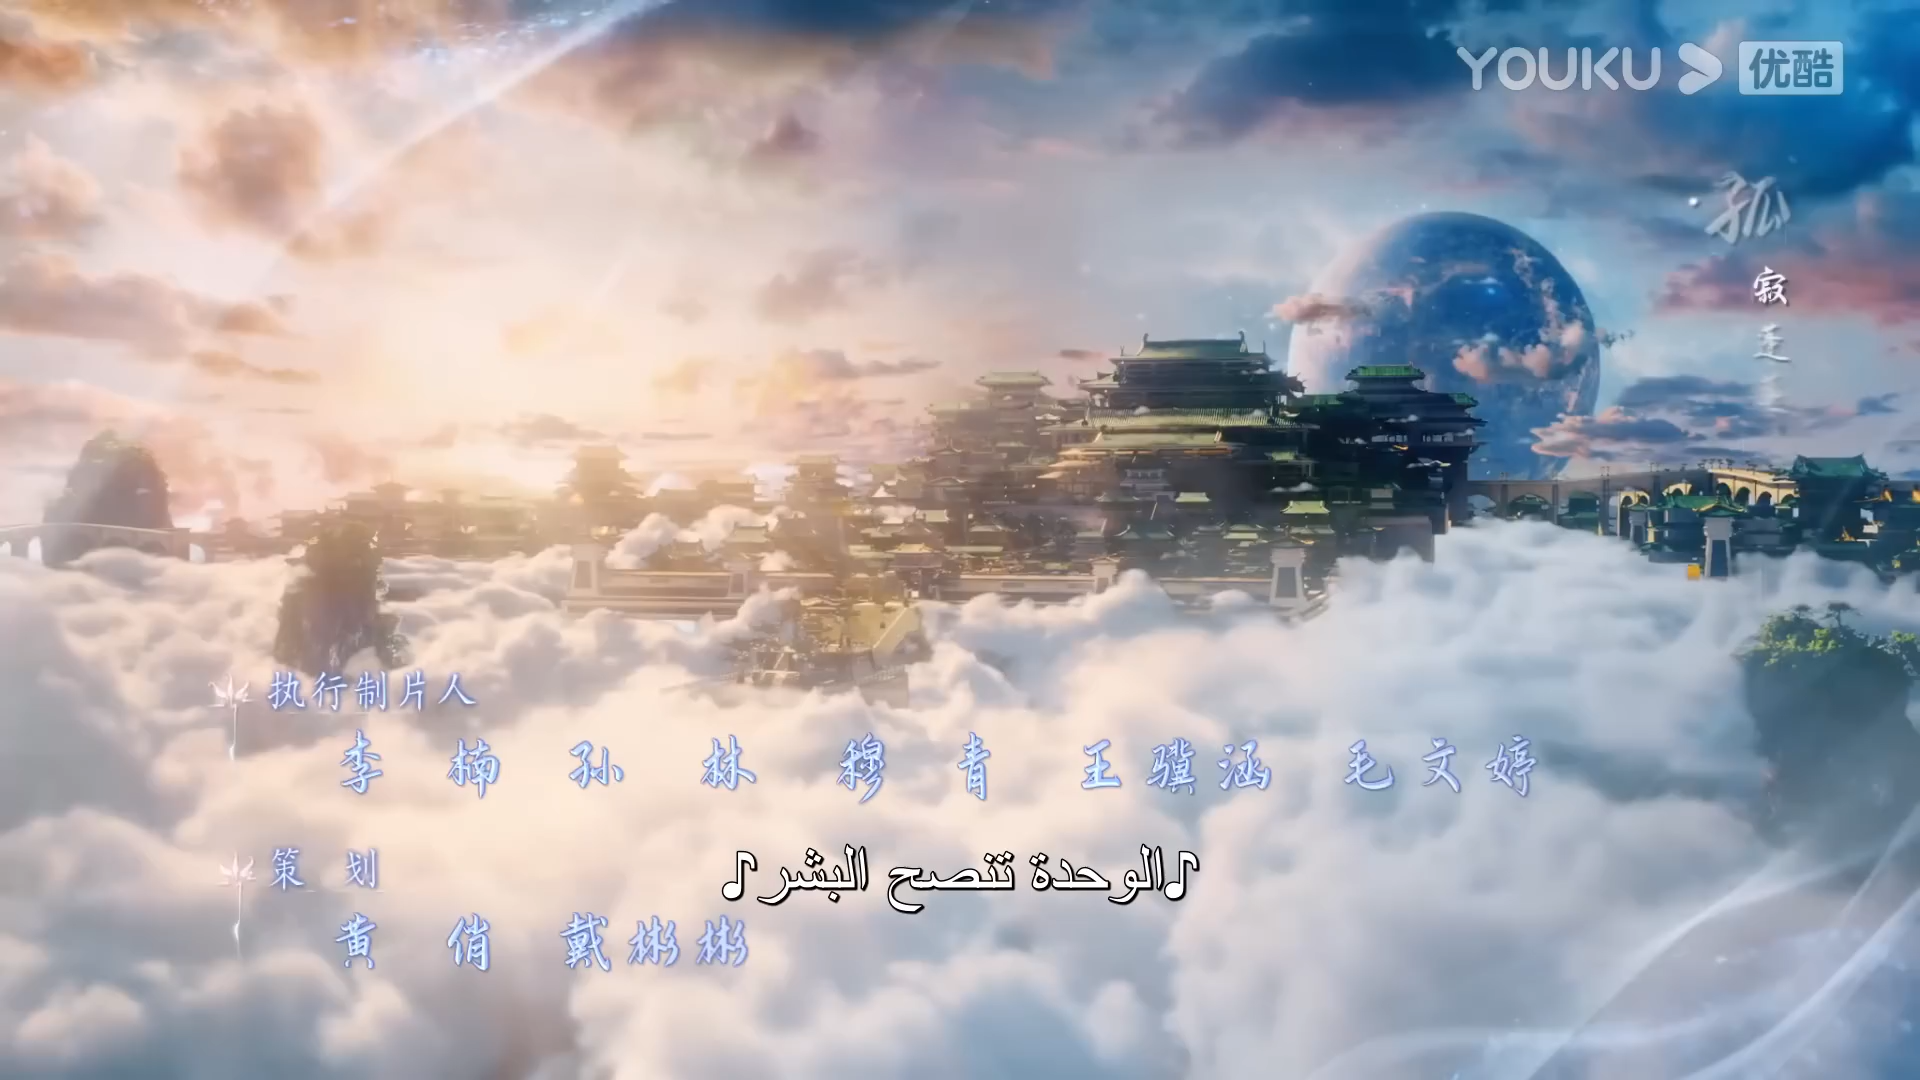 YOUKU 优酷
孤寂
执行制片人
李楠 孙林 穆青 王骥涵 毛文婷
策划
♪الوحدة تنصح البشر♪
黄俏 戴彬彬